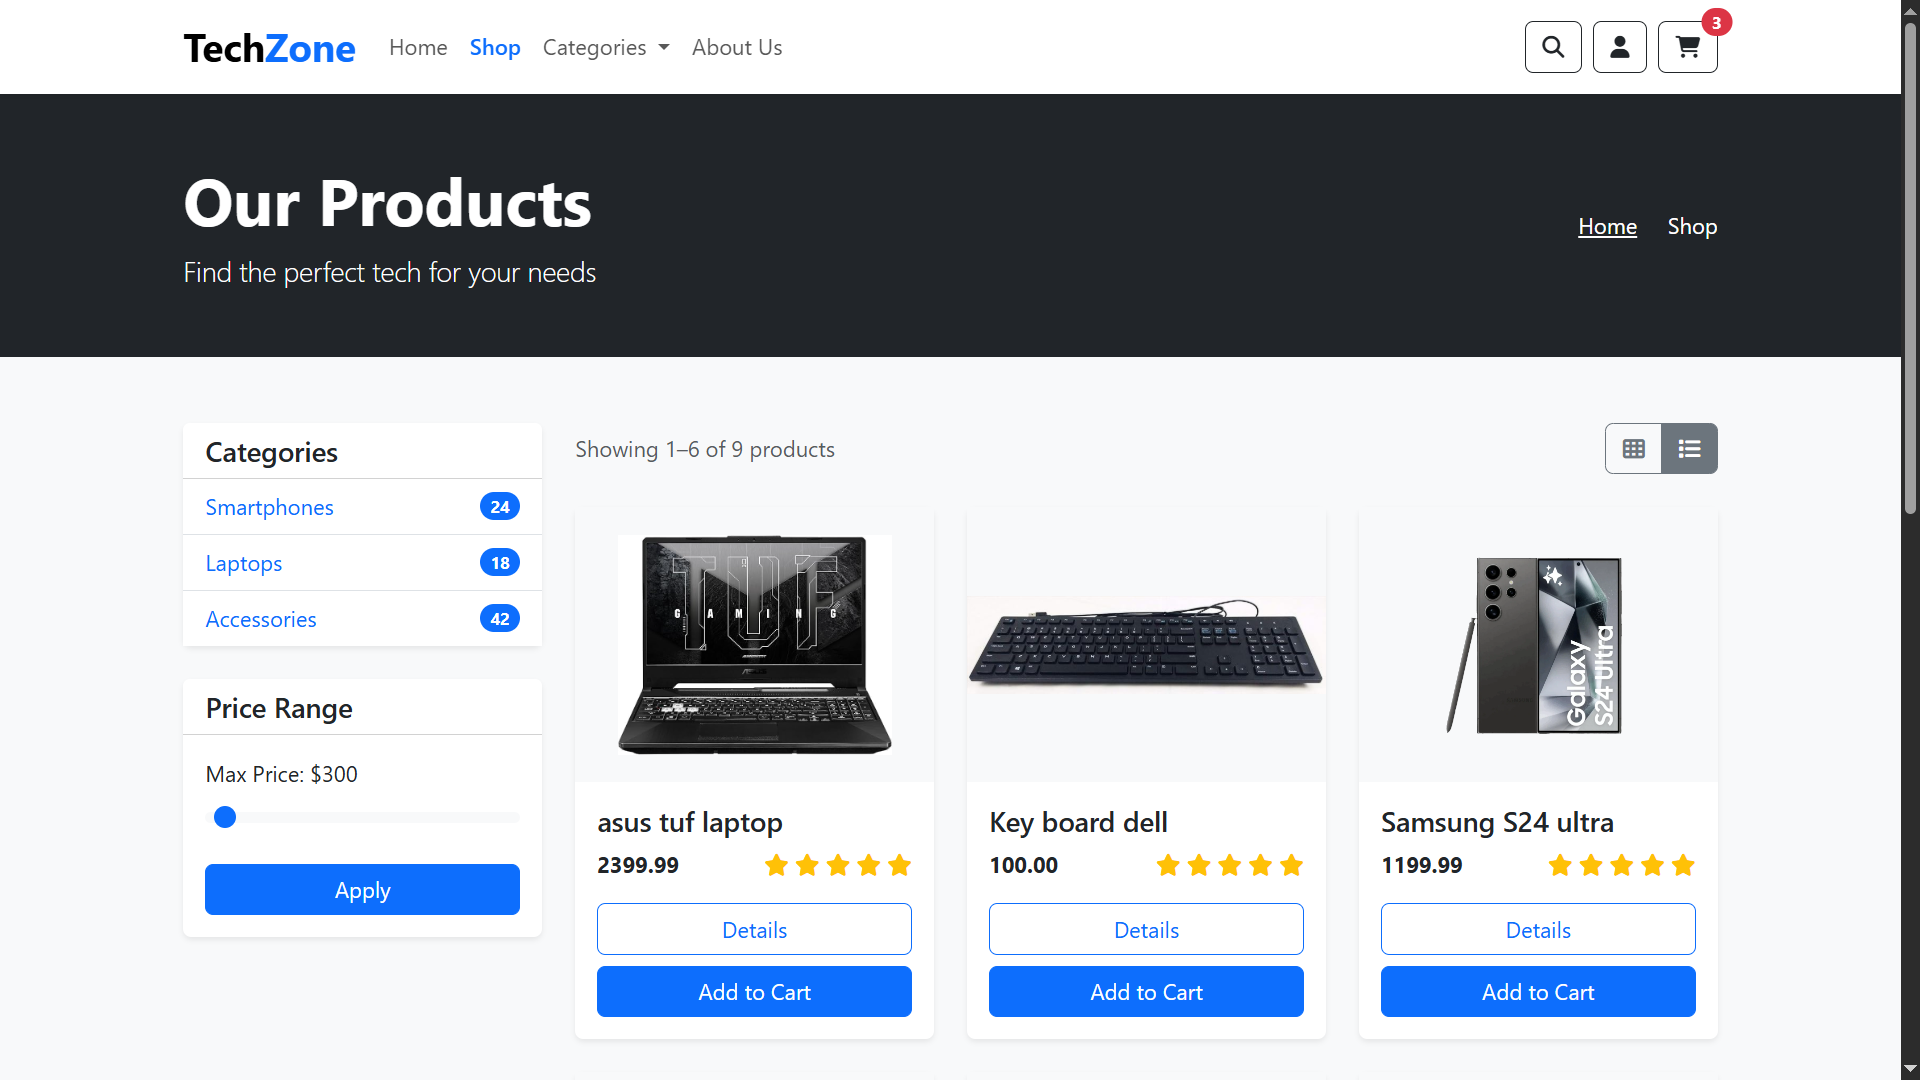 TechZone Home Shop Categories About Us
3
Our Products
Find the perfect tech for your needs
Home Shop
Categories
Smartphones 24
Laptops 18
Accessories 42
Price Range
Max Price: $300
Apply
Showing 1–6 of 9 products
TUF
GAMING
asus tuf laptop
2399.99
Details
Add to Cart
Key board dell
100.00
Details
Add to Cart
Galaxy
S24 Ultra
Samsung S24 ultra
1199.99
Details
Add to Cart